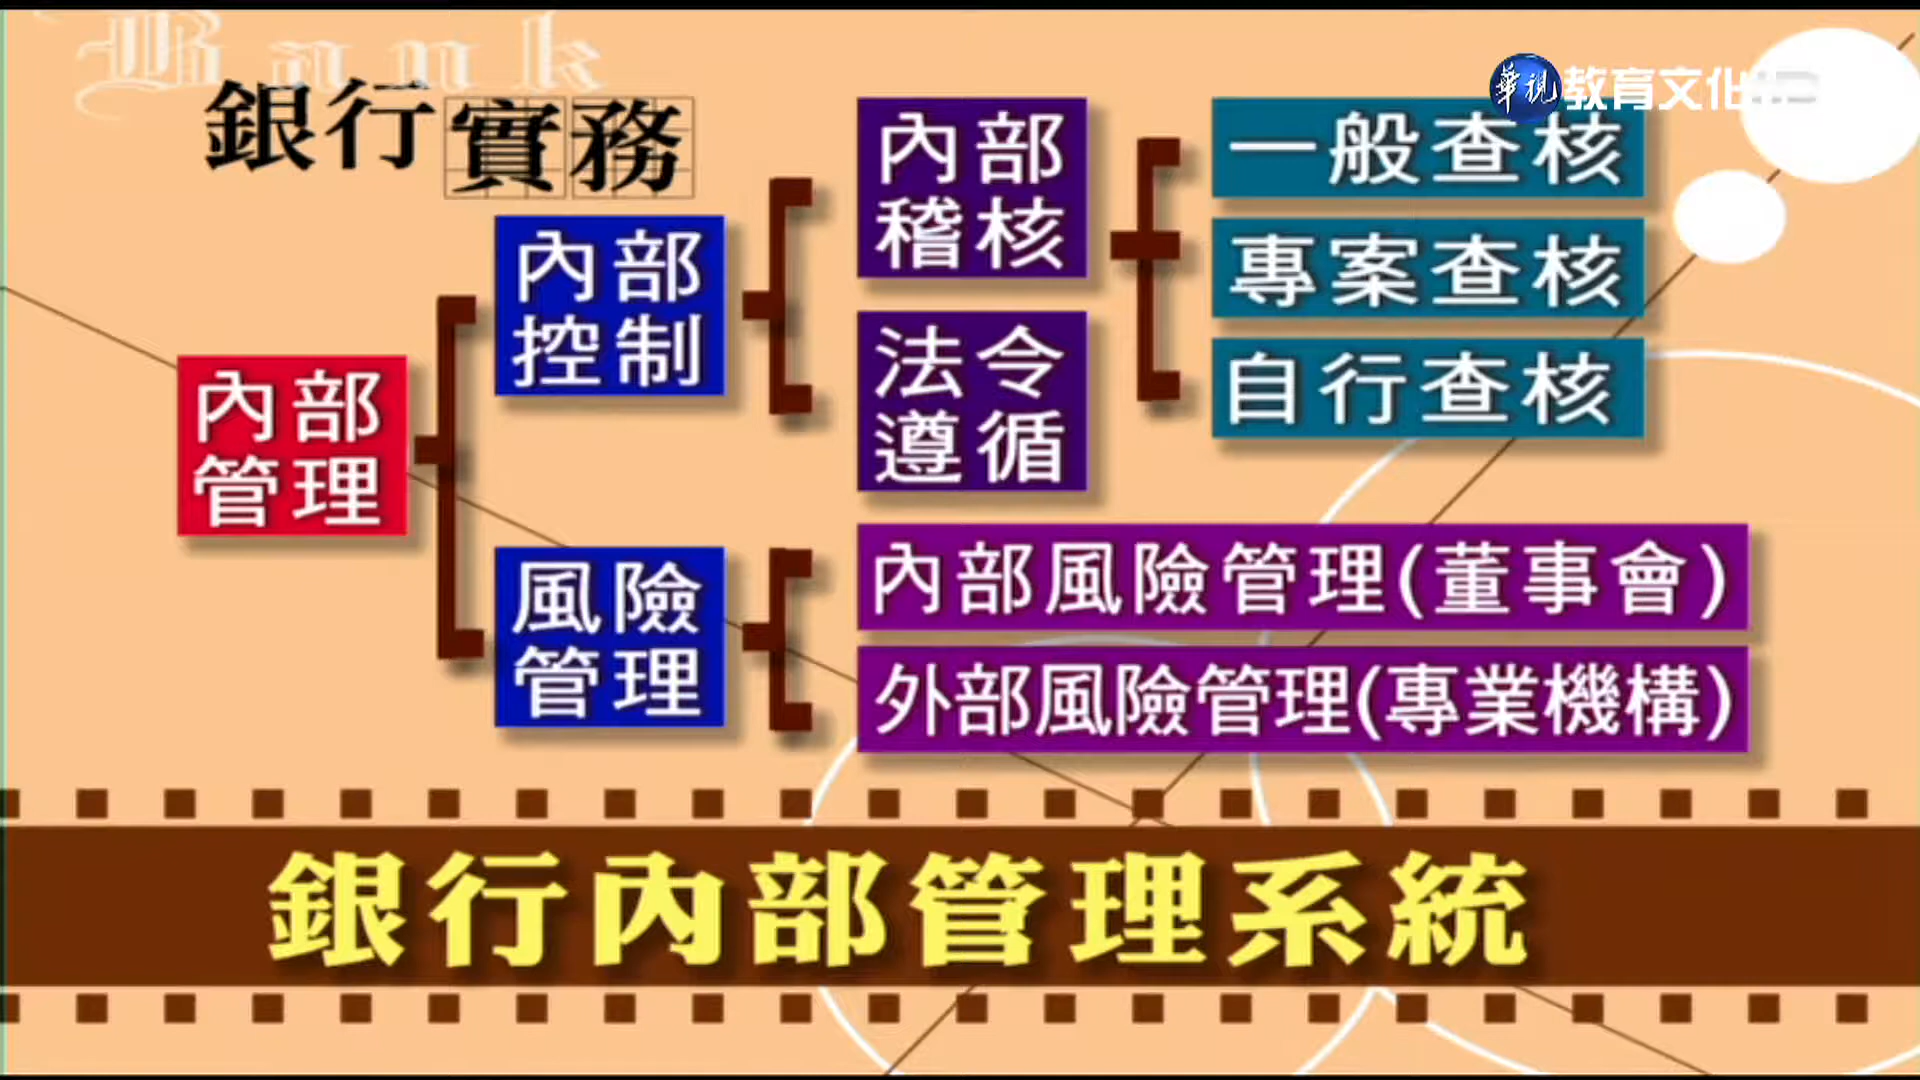 Bank
銀行實務
華視 教育文化HD
內部
管理
內部
控制
風險
管理
內部
稽核
法令
遵循
一般查核
專案查核
自行查核
內部風險管理(董事會)
外部風險管理(專業機構)
銀行內部管理系統